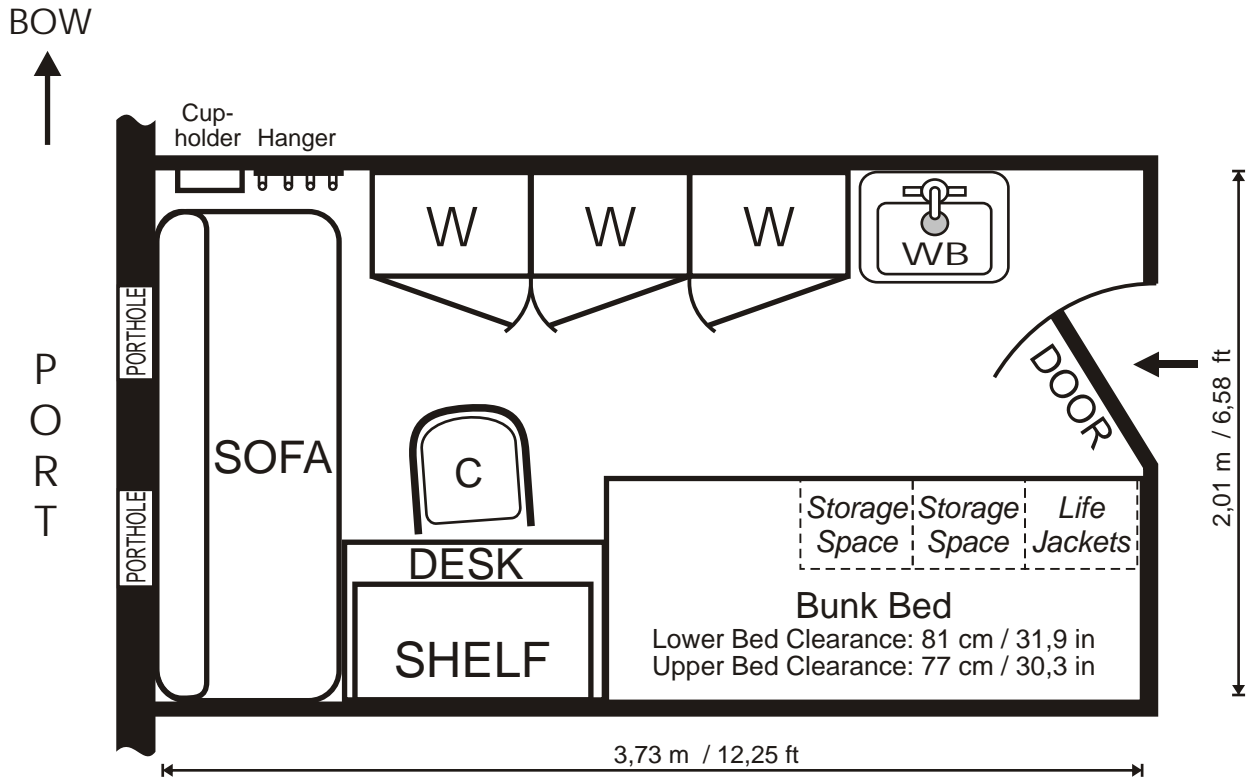 BOW
Cup-
holder
Hanger
W
W
W
WB
PORTHOLE
PORT
DOOR
2,01 m / 6,58 ft
SOFA
C
PORTHOLE
Storage
Space
Storage
Space
Life
Jackets
DESK
SHELF
Bunk Bed
Lower Bed Clearance: 81 cm / 31,9 in
Upper Bed Clearance: 77 cm / 30,3 in
3,73 m / 12,25 ft